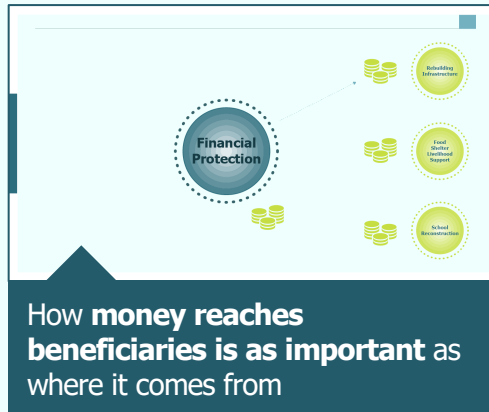 Financial
Protection
Rebuilding
Infrastructure
Food
Shelter
Livelihood
Support
School
Reconstruction
How money reaches
beneficiaries is as important as
where it comes from